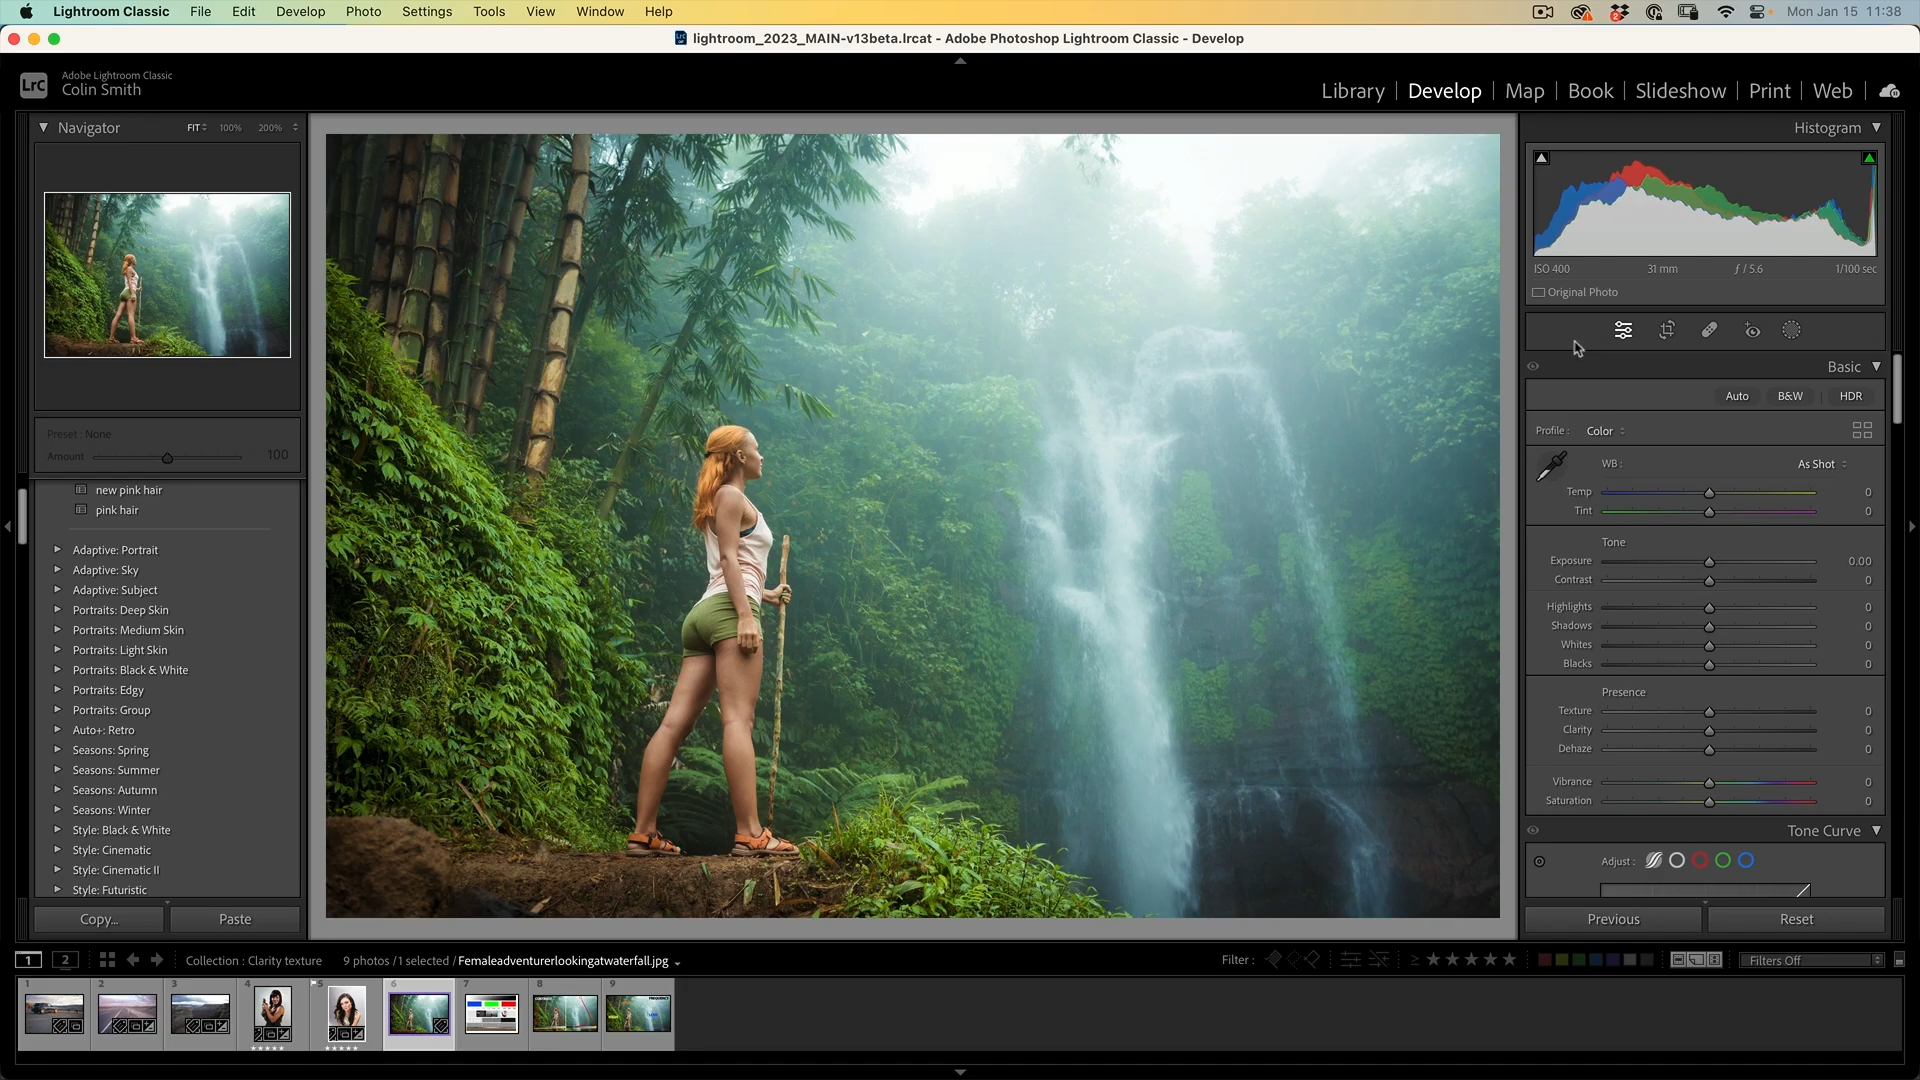 Lightroom Classic File Edit Develop Photo Settings Tools View Window Help
2
Mon Jan 15 11:38
lightroom_2023_MAIN-v13beta.lrcat - Adobe Photoshop Lightroom Classic - Develop
LrC
Adobe Lightroom Classic
Colin Smith
Library | Develop | Map | Book | Slideshow | Print | Web |
Navigator FIT 100% 200%
Histogram
ISO 400 31 mm ƒ / 5.6 1/100 sec
Original Photo
Basic
Auto B&W | HDR
Profile : Color
WB : As Shot
Temp 0
Tint 0
Tone
Exposure 0.00
Contrast 0
Highlights 0
Shadows 0
Whites 0
Blacks 0
Presence
Texture 0
Clarity 0
Dehaze 0
Vibrance 0
Saturation 0
Tone Curve
Adjust :
Previous Reset
Preset : None
Amount 100
new pink hair
pink hair
Adaptive: Portrait
Adaptive: Sky
Adaptive: Subject
Portraits: Deep Skin
Portraits: Medium Skin
Portraits: Light Skin
Portraits: Black & White
Portraits: Edgy
Portraits: Group
Auto+: Retro
Seasons: Spring
Seasons: Summer
Seasons: Autumn
Seasons: Winter
Style: Black & White
Style: Cinematic
Style: Cinematic II
Style: Futuristic
Copy... Paste
1 2 Collection : Clarity texture 9 photos /1 selected /Femaleadventurerlookingatwaterfall.jpg Filter : ≥ Filters Off
1 2 3 4 5 6 7 8 9